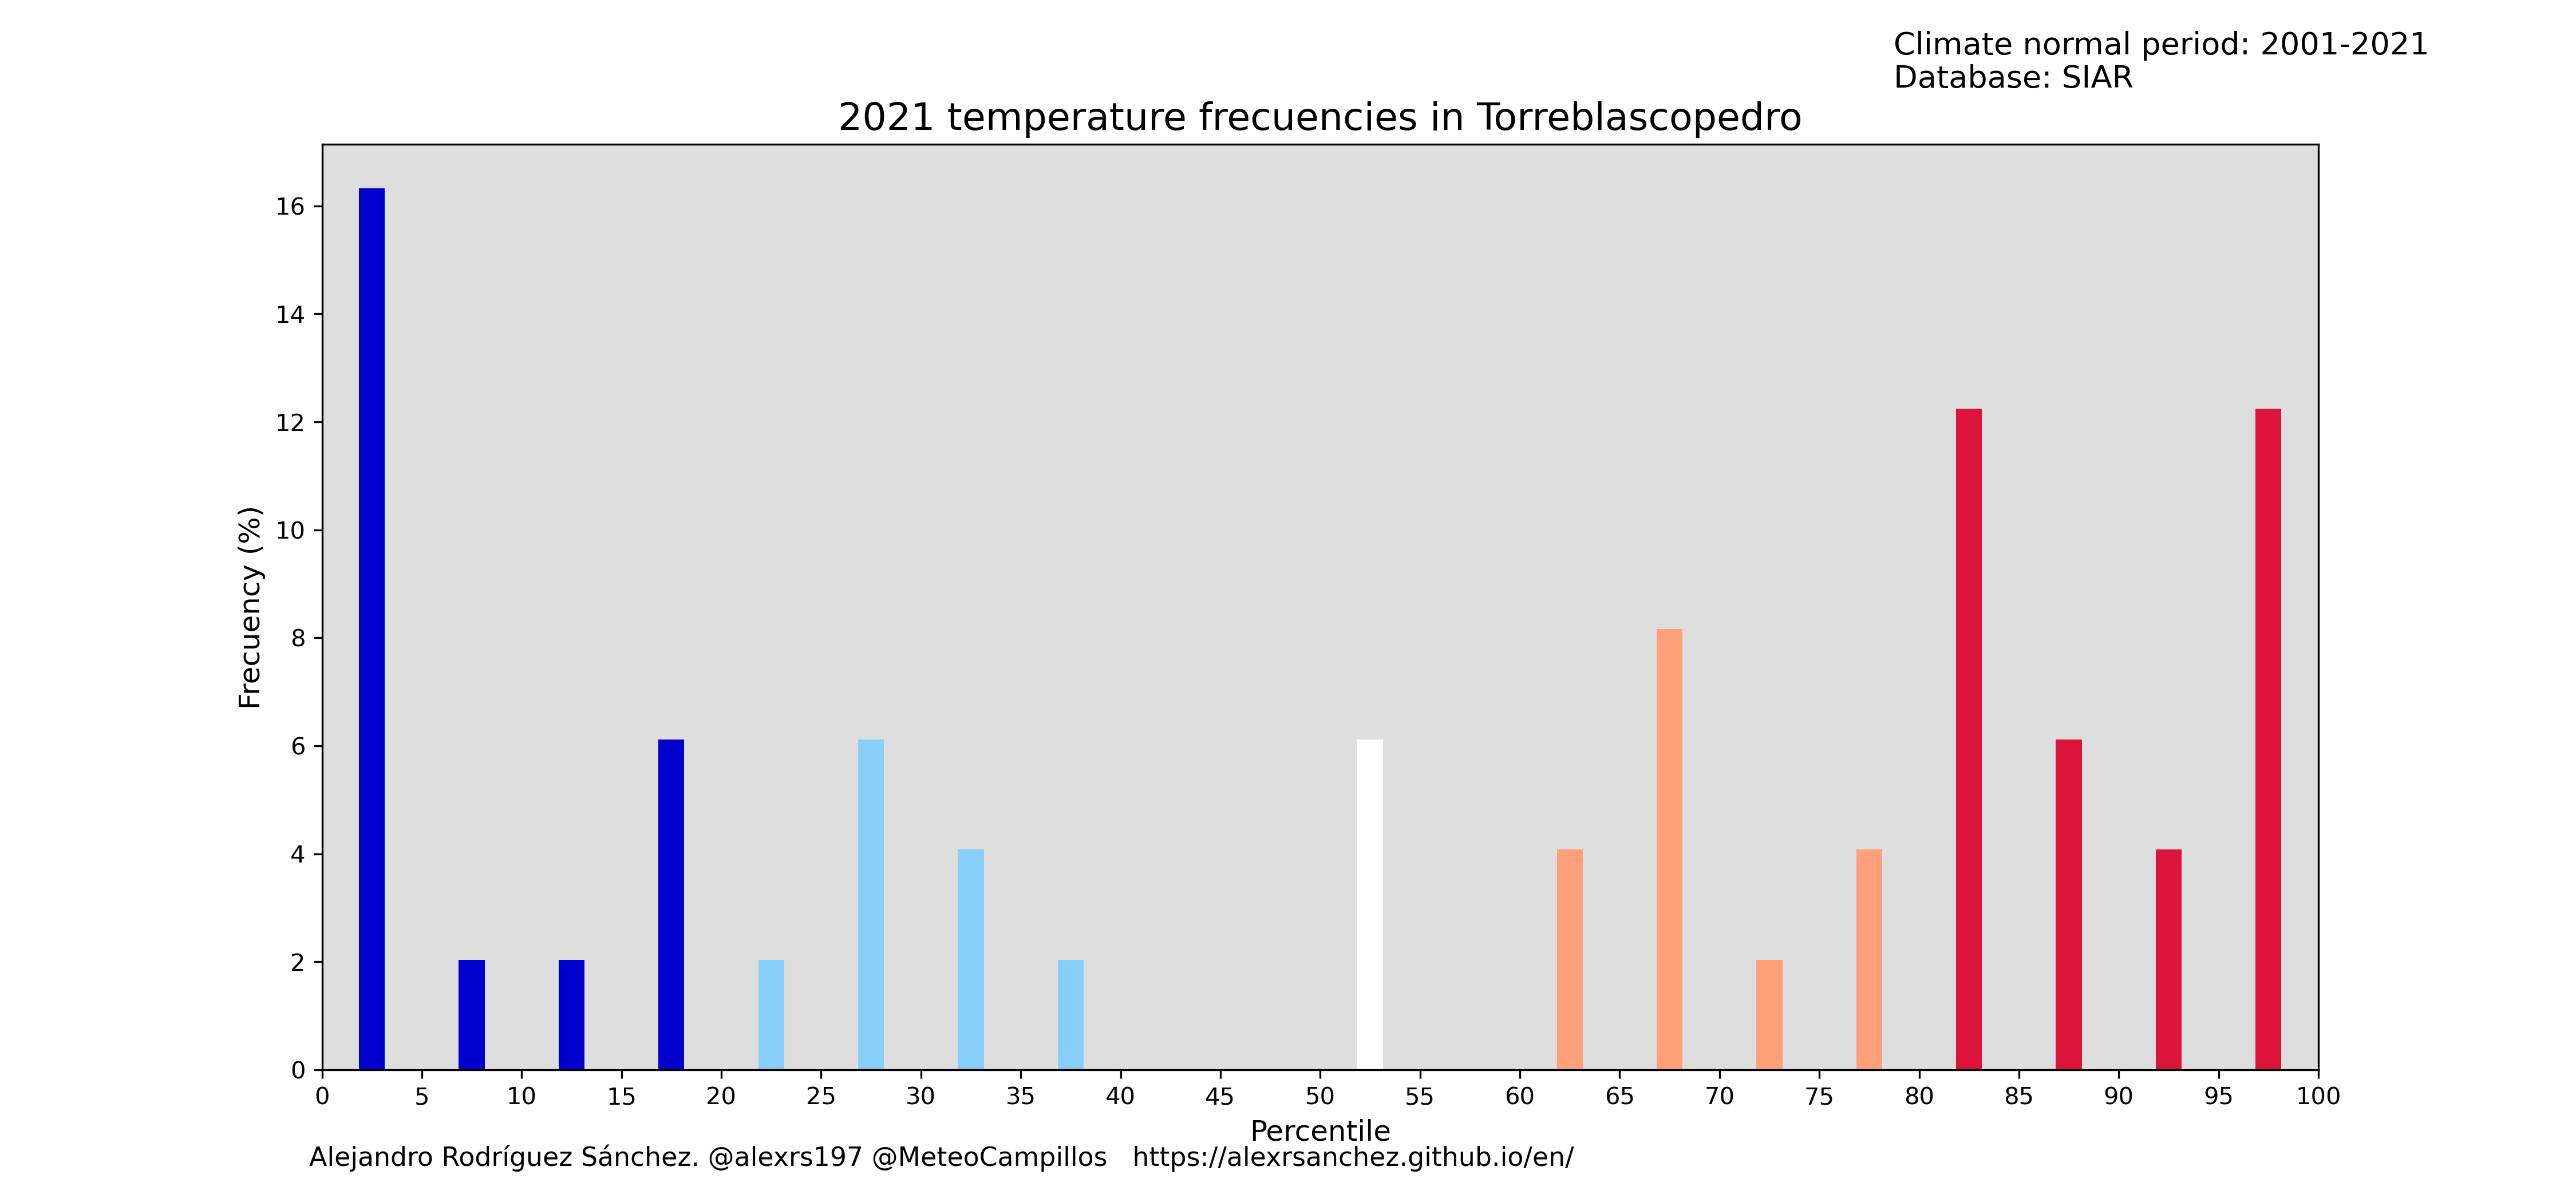 Climate normal period: 2001-2021
Database: SIAR
2021 temperature frecuencies in Torreblascopedro
Frecuency (%)
16
14
12
10
8
6
4
2
0
0 5 10 15 20 25 30 35 40 45 50 55 60 65 70 75 80 85 90 95 100
Percentile
Alejandro Rodríguez Sánchez. @alexrs197 @MeteoCampillos https://alexrsanchez.github.io/en/